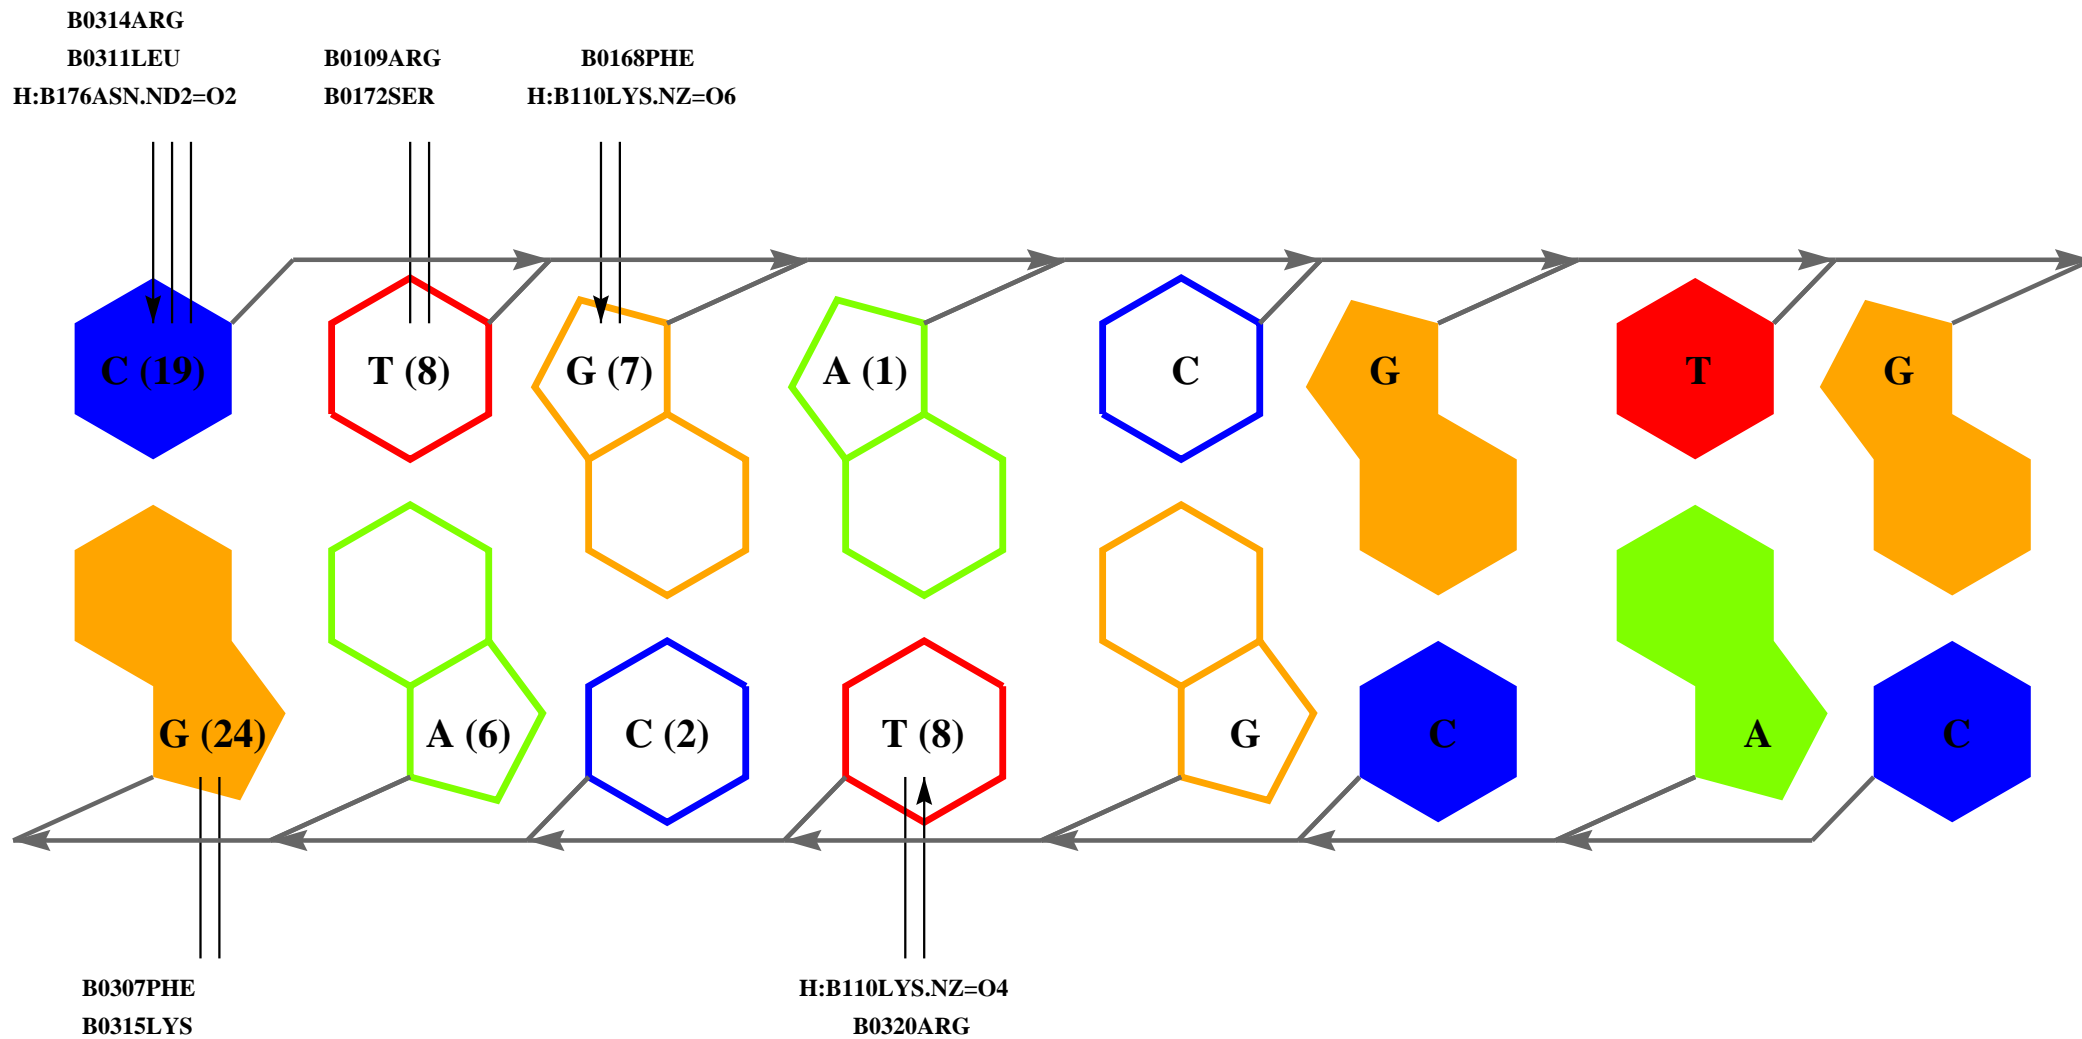 B0314ARG
B0311LEU
H:B176ASN.ND2=O2
B0109ARG
B0172SER
B0168PHE
H:B110LYS.NZ=O6
C (19)
T (8)
G (7)
A (1)
C
G
T
G
G (24)
A (6)
C (2)
T (8)
G
C
A
C
B0307PHE
B0315LYS
H:B110LYS.NZ=O4
B0320ARG